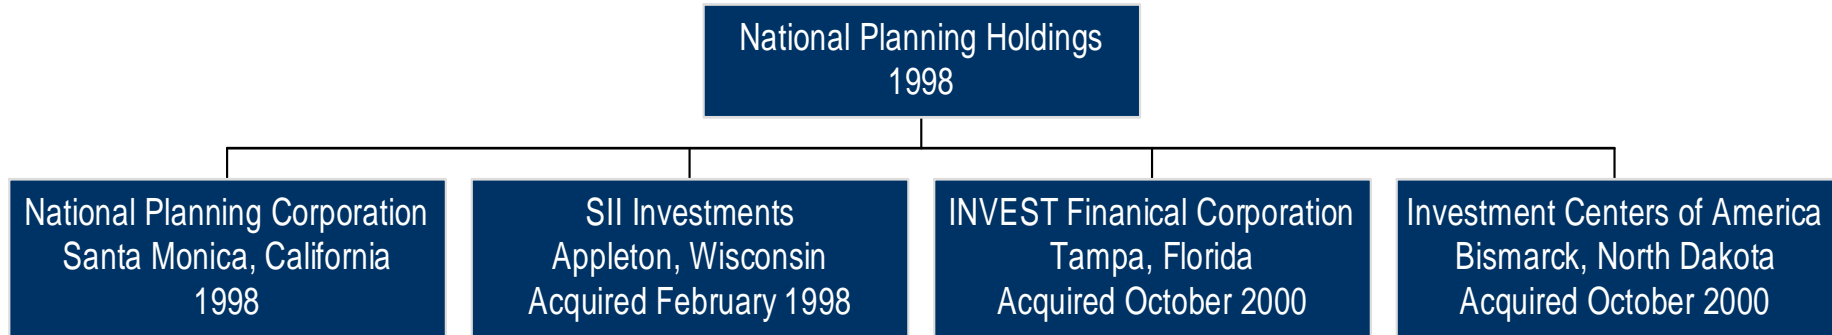 National Planning Holdings
1998
National Planning Corporation
Santa Monica, California
1998
SII Investments
Appleton, Wisconsin
Acquired February 1998
INVEST Finanical Corporation
Tampa, Florida
Acquired October 2000
Investment Centers of America
Bismarck, North Dakota
Acquired October 2000